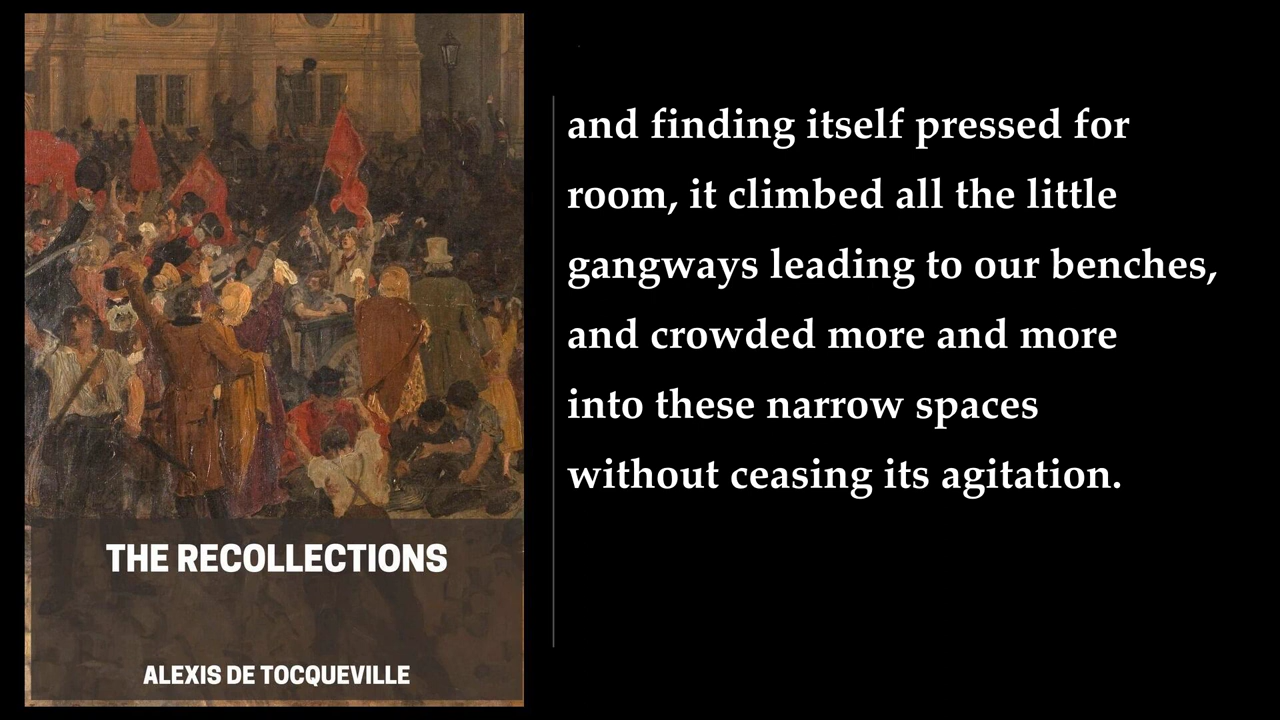 THE RECOLLECTIONS
ALEXIS DE TOCQUEVILLE
and finding itself pressed for
room, it climbed all the little
gangways leading to our benches,
and crowded more and more
into these narrow spaces
without ceasing its agitation.